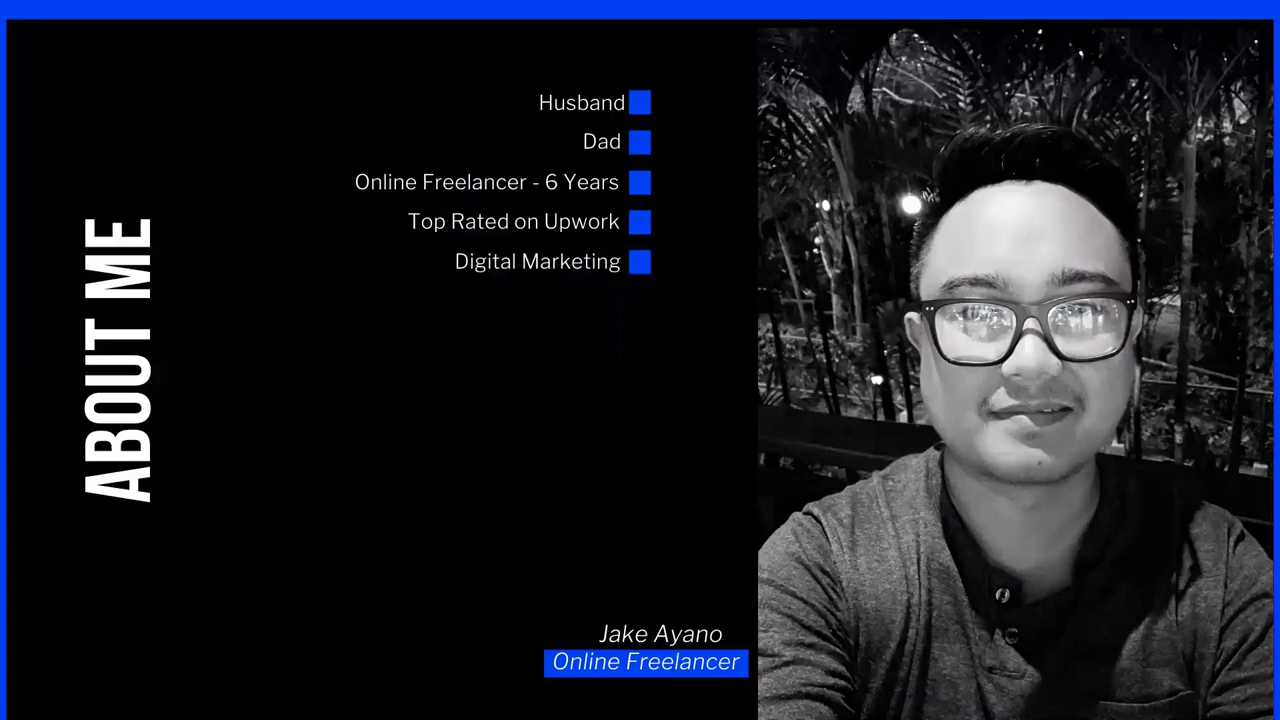 ABOUT ME
Husband
Dad
Online Freelancer - 6 Years
Top Rated on Upwork
Digital Marketing
Jake Ayano
Online Freelancer